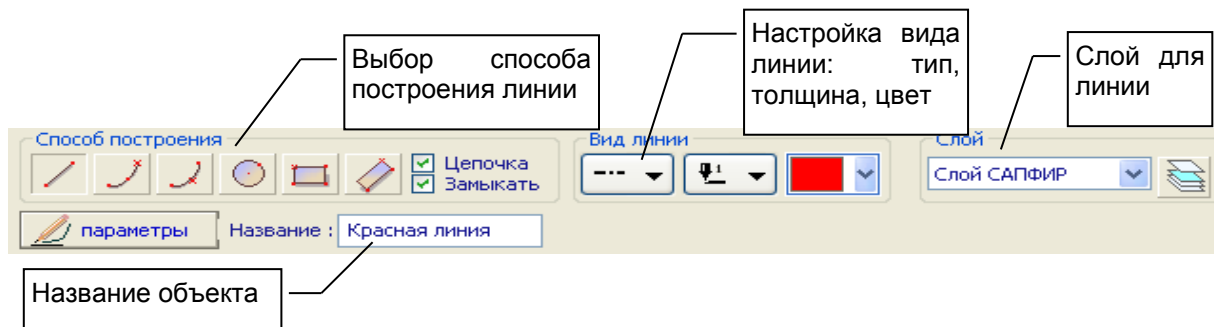 Выбор способа
построения линии
Настройка вида
линии: тип,
толщина, цвет
Слой для
линии
Способ построения
Вид линии
Слой
Цепочка
Замыкать
1
Слой САПФИР
параметры
Название :
Красная линия
Название объекта